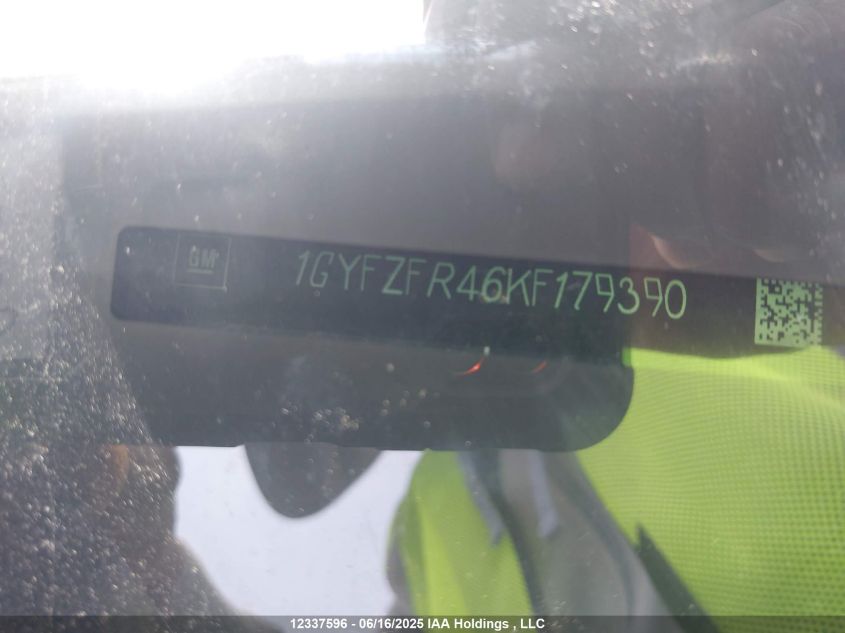 GM
1GYFZFR46KF179390
12337596 - 06/16/2025 IAA Holdings , LLC